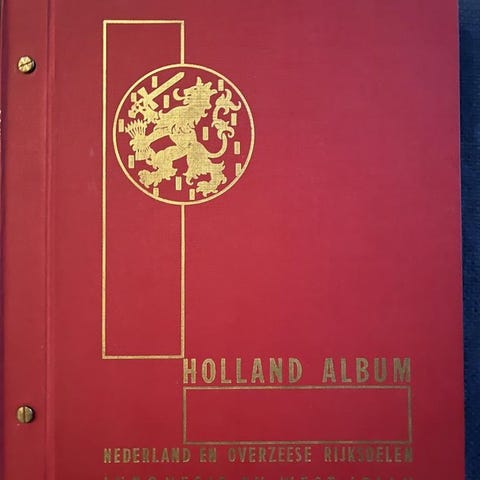 HOLLAND ALBUM
NEDERLAND EN OVERZEESE RIJKSDELEN